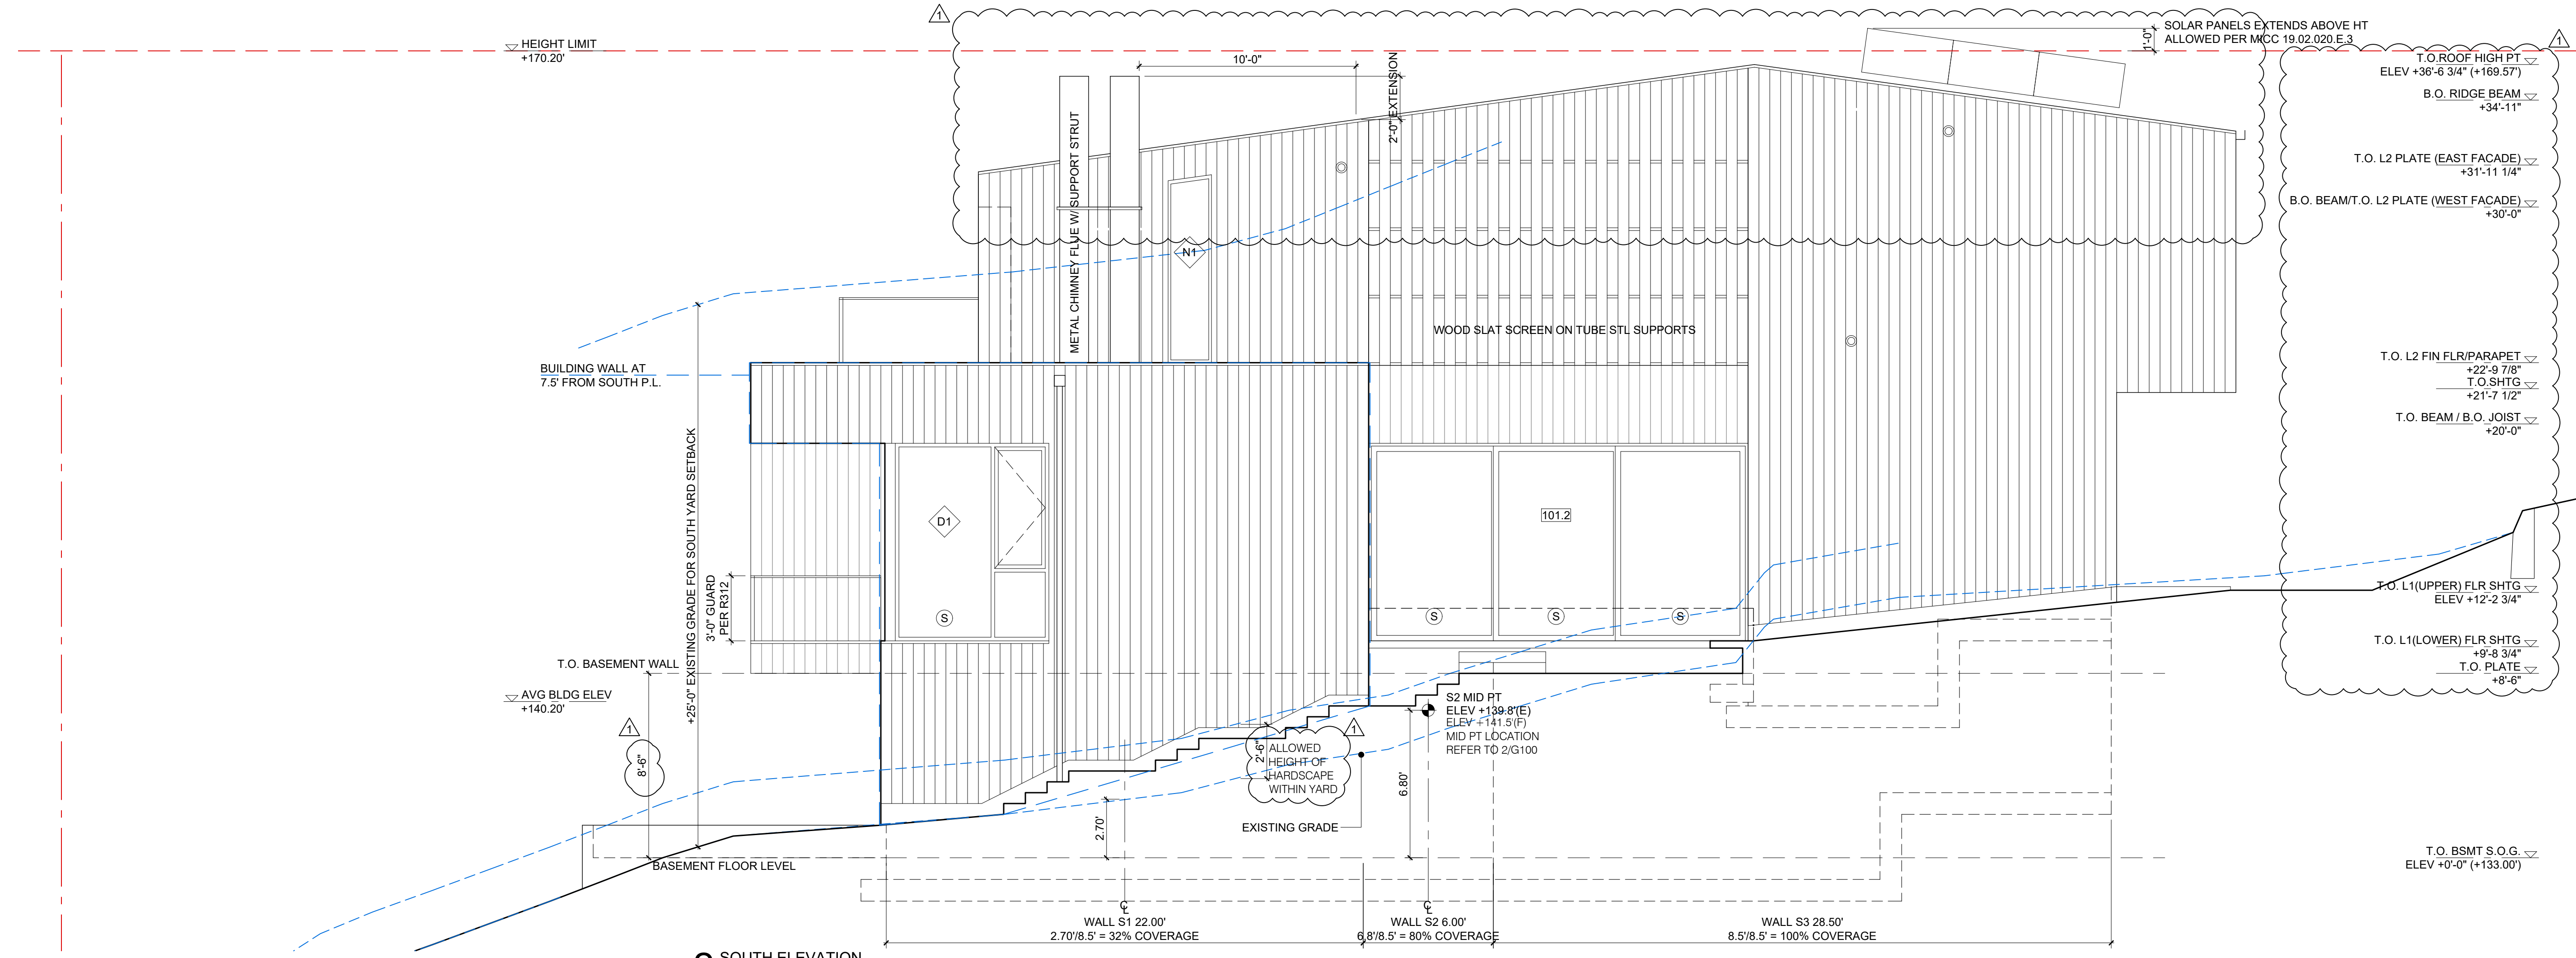 1
SOLAR PANELS EXTENDS ABOVE HT
ALLOWED PER MICC 19.02.020.E.3
1'-0"
1
HEIGHT LIMIT
+170.20'
10'-0"
2'-0" EXTENSION
T.O.ROOF HIGH PT
ELEV +36'-6 3/4" (+169.57')
B.O. RIDGE BEAM
+34'-11"
T.O. L2 PLATE (EAST FACADE)
+31'-11 1/4"
B.O. BEAM/T.O. L2 PLATE (WEST FACADE)
+30'-0"
METAL CHIMNEY FLUE W/ SUPPORT STRUT
N1
WOOD SLAT SCREEN ON TUBE STL SUPPORTS
BUILDING WALL AT
7.5' FROM SOUTH P.L.
T.O. L2 FIN FLR/PARAPET
+22'-9 7/8"
T.O.SHTG
+21'-7 1/2"
T.O. BEAM / B.O. JOIST
+20'-0"
+25'-0" EXISTING GRADE FOR SOUTH YARD SETBACK
D1
101.2
3'-0" GUARD
PER R312
S
S
S
S
T.O. L1(UPPER) FLR SHTG
ELEV +12'-2 3/4"
T.O. L1(LOWER) FLR SHTG
+9'-8 3/4"
T.O. PLATE
+8'-6"
T.O. BASEMENT WALL
AVG BLDG ELEV
+140.20'
1
8'-6"
S2 MID PT
ELEV +139.8'(E)
ELEV +141.5'(F)
MID PT LOCATION
REFER TO 2/G100
1
2'-6"
ALLOWED
HEIGHT OF
HARDSCAPE
WITHIN YARD
6.80'
2.70'
EXISTING GRADE
BASEMENT FLOOR LEVEL
T.O. BSMT S.O.G.
ELEV +0'-0" (+133.00')
CL
CL
WALL S1 22.00'
2.70'/8.5' = 32% COVERAGE
WALL S2 6.00'
6.8'/8.5' = 80% COVERAGE
WALL S3 28.50'
8.5'/8.5' = 100% COVERAGE
SOUTH ELEVATION